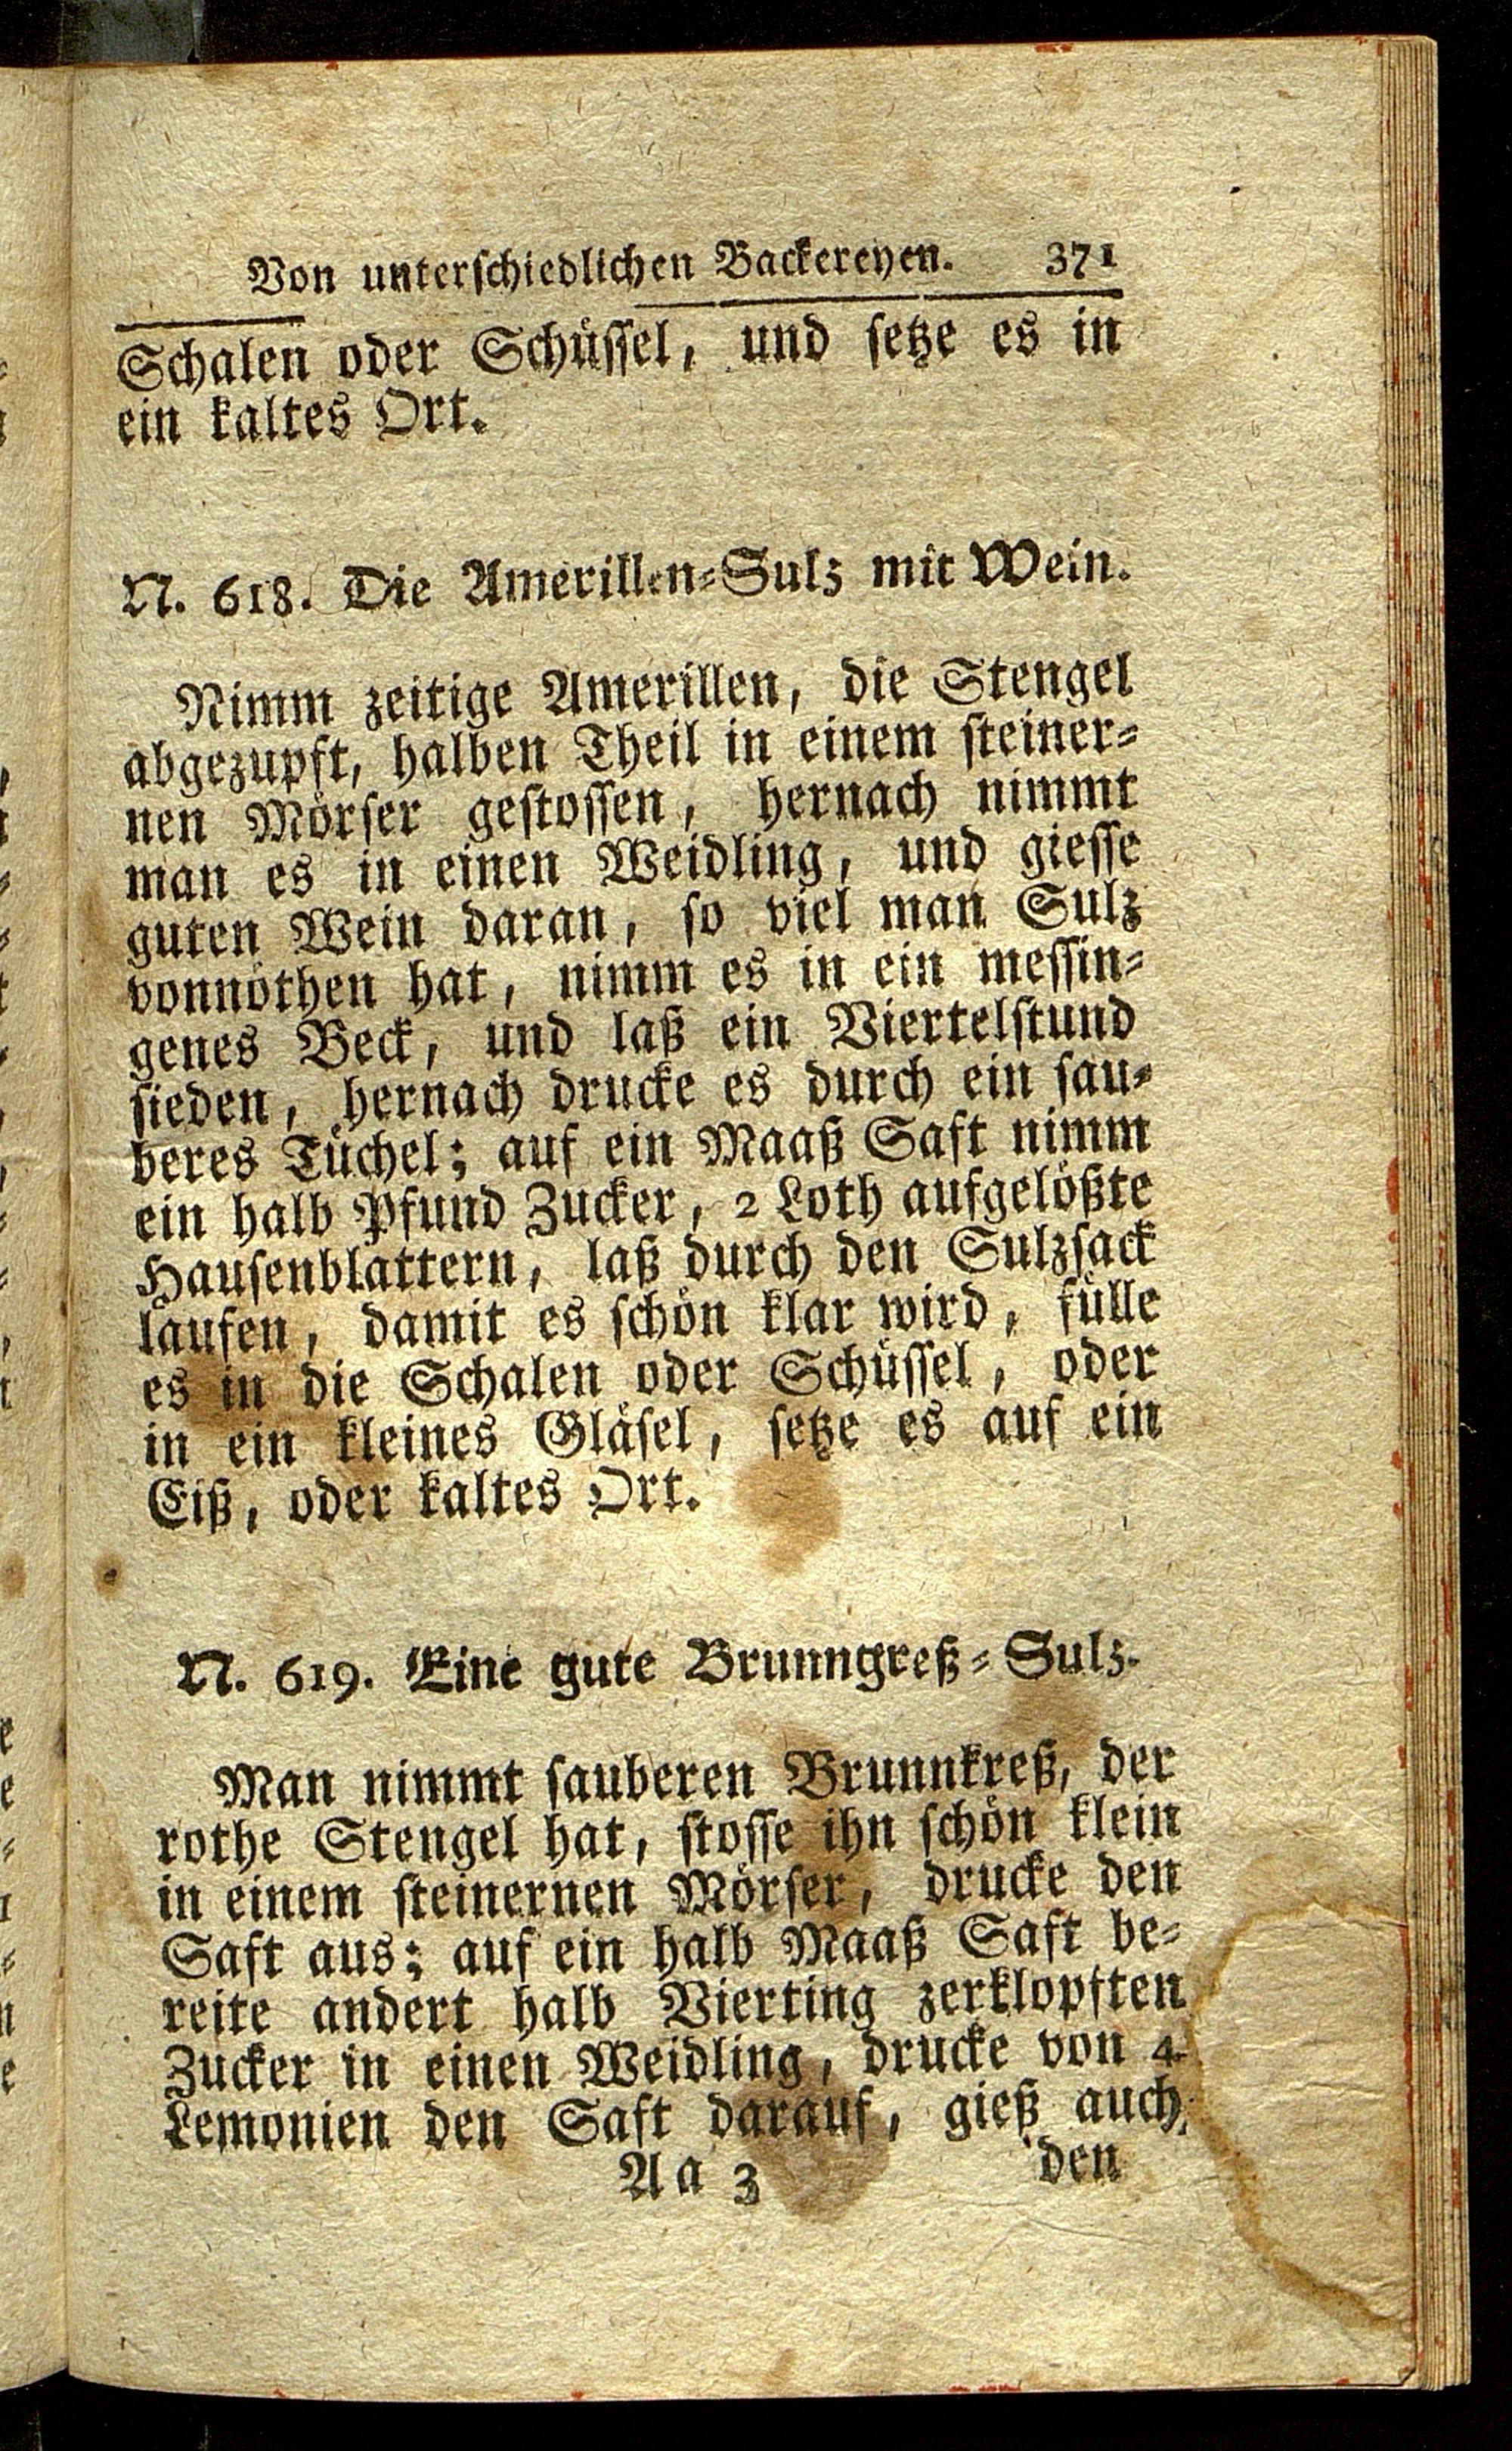 Von unterschiedlichen Backereyen. 371
Schalen oder Schüssel, und setze es in
ein kaltes Ort.
N. 618. Die Amerillen=Sulz mit Wein.
Nimm zeitige Amerillen, die Stengel
abgezupft, halben Theil in einem steiner=
nen Mörser gestossen, hernach nimmt
man es in einen Weidling, und giesse
guten Wein daran, so viel man Sulz
vonnöthen hat, nimm es in ein messin=
genes Beck, und laß ein Viertelstund
sieden, hernach drucke es durch ein sau=
beres Tüchel; auf ein Maaß Saft nimm
ein halb Pfund Zucker, 2 Loth aufgelößte
Hausenblattern, laß durch den Sulzsack
laufen, damit es schön klar wird, fülle
es in die Schalen oder Schüssel, oder
in ein kleines Gläsel, setze es auf ein
Eiß, oder kaltes Ort.
N. 619. Eine gute Brunngreß=Sulz.
Man nimmt sauberen Brunnkreß, der
rothe Stengel hat, stosse ihn schön klein
in einem steinernen Mörser, drucke den
Saft aus; auf ein halb Maaß Saft be=
reite andert halb Vierting zerklopften
Zucker in einen Weidling, drucke von 4
Lemonien den Saft darauf, gieß auch
Aa 3 den